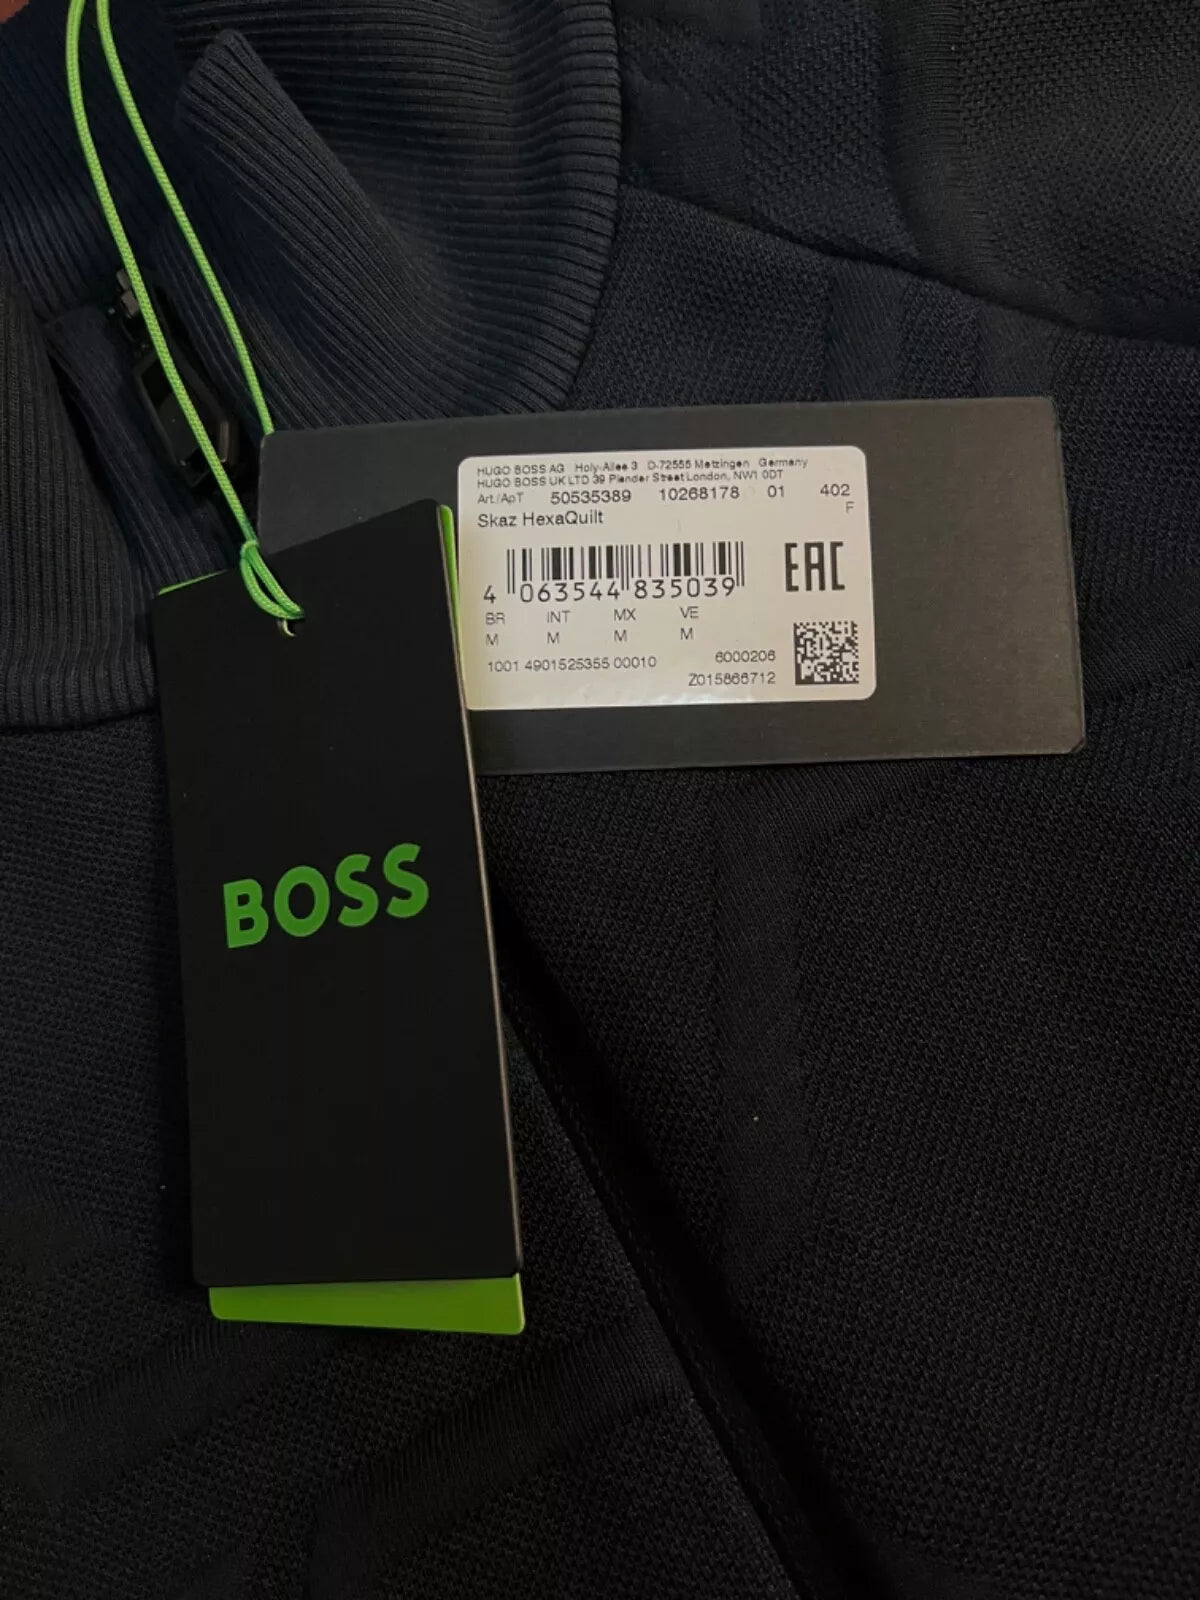 HUGO BOSS AG Holy-Allee 3 D-72555 Metzingen Germany
HUGO BOSS UK LTD 39 Plender Street London, NW1 0DT
Art./АрТ 50535389 10268178 01 402
F
Skaz HexaQuilt
EAC
4 063544 835039
BR INT MX VE
M M M M
1001 4901525355 00010 6000206
Z015866712
BOSS